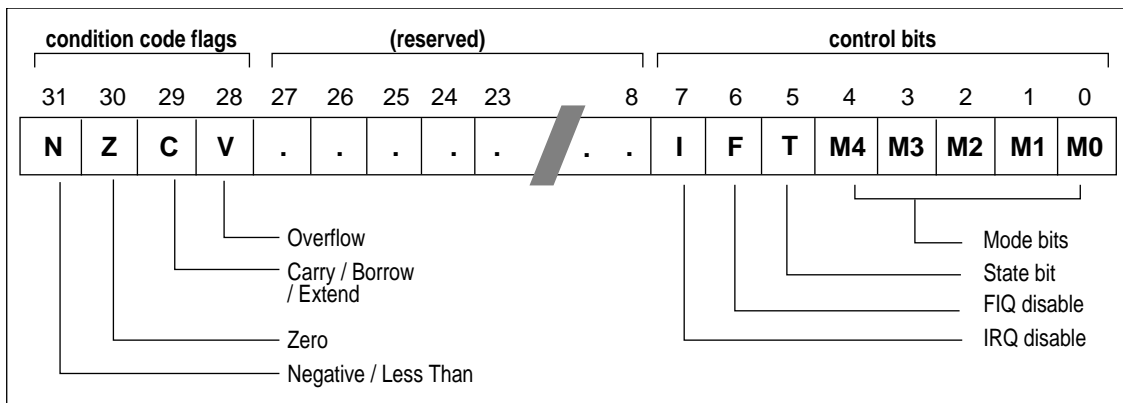 condition code flags (reserved) control bits
31 30 29 28 27 26 25 24 23 8 7 6 5 4 3 2 1 0
N Z C V . . . . . . . I F T M4 M3 M2 M1 M0
Overflow
Carry / Borrow
/ Extend
Zero
Negative / Less Than
Mode bits
State bit
FIQ disable
IRQ disable